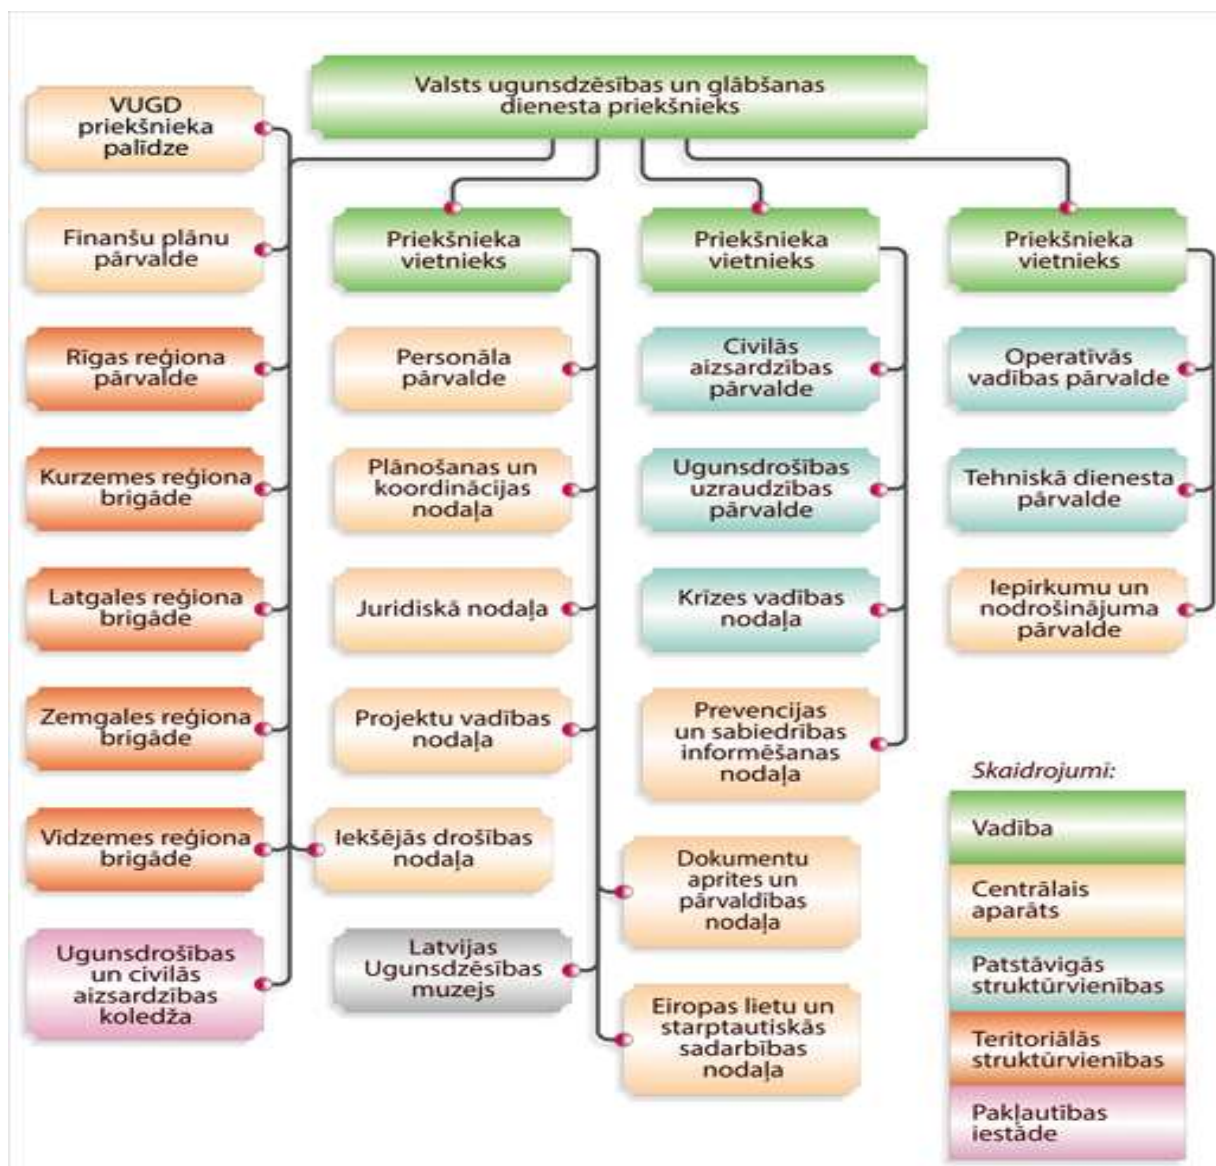 Valsts ugunsdzēsības un glābšanas
dienesta priekšnieks
VUGD
priekšnieka
palīdze
Finanšu plānu
pārvalde
Rīgas reģiona
pārvalde
Kurzemes reģiona
brigāde
Latgales reģiona
brigāde
Zemgales reģiona
brigāde
Vidzemes reģiona
brigāde
Ugunsdrošības
un civilās
aizsardzības
koledža
Iekšējās drošības
nodaļa
Priekšnieka
vietnieks
Personāla
pārvalde
Plānošanas un
koordinācijas
nodaļa
Juridiskā nodaļa
Projektu vadības
nodaļa
Latvijas
Ugunsdzēsības
muzejs
Dokumentu
aprites un
pārvaldības
nodaļa
Eiropas lietu un
starptautiskās
sadarbības
nodaļa
Priekšnieka
vietnieks
Civilās
aizsardzības
pārvalde
Ugunsdrošības
uzraudzības
pārvalde
Krīzes vadības
nodaļa
Prevencijas
un sabiedrības
informēšanas
nodaļa
Priekšnieka
vietnieks
Operatīvās
vadības pārvalde
Tehniskā dienesta
pārvalde
Iepirkumu un
nodrošinājuma
pārvalde
Skaidrojumi:
Vadība
Centrālais
aparāts
Patstāvīgās
struktūrvienības
Teritoriālās
struktūrvienības
Pakļautības
iestāde